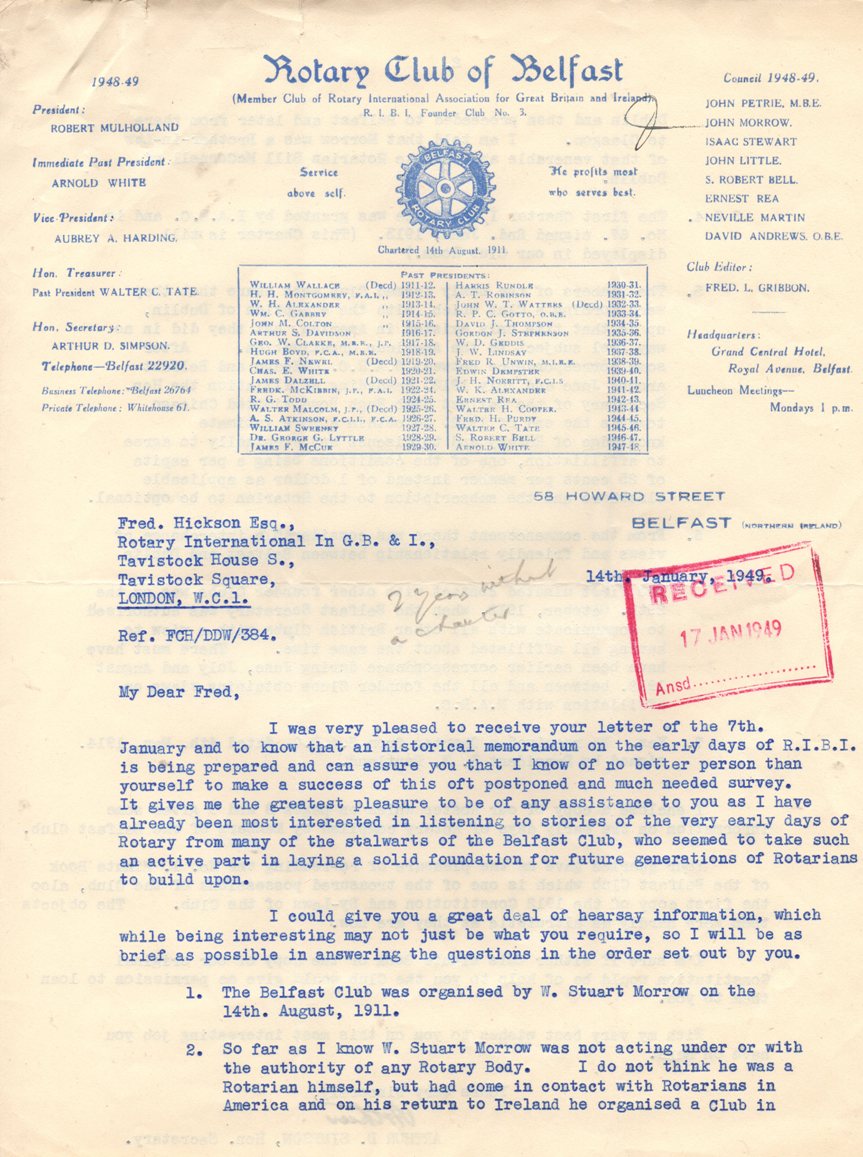 1948-49
President:
ROBERT MULHOLLAND
Immediate Past President:
ARNOLD WHITE
Vice-President:
AUBREY A. HARDING.
Hon. Treasurer:
Past President WALTER C. TATE.
Hon. Secretary:
ARTHUR D. SIMPSON.
Telephone—Belfast 22920.
Business Telephone: Belfast 26764
Private Telephone: Whitehouse 61.
Rotary Club of Belfast
(Member Club of Rotary International Association for Great Britain and Ireland).
R. I. B. I. Founder Club No. 3.
Service
above self.
BELFAST
ROTARY CLUB
He profits most
who serves best.
Chartered 14th August, 1911.
Council 1948-49.
JOHN PETRIE, M.B.E.
JOHN MORROW.
ISAAC STEWART
JOHN LITTLE.
S. ROBERT BELL.
ERNEST REA
NEVILLE MARTIN
DAVID ANDREWS, O.B.E.
Club Editor:
FRED. L. GRIBBON.
Headquarters:
Grand Central Hotel,
Royal Avenue, Belfast.
Luncheon Meetings—
Mondays 1 p.m.
PAST PRESIDENTS:
WILLIAM WALLACE (Decd) 1911-12.
H. H. MONTGOMERY, F.A.I., 1912-13.
W. H. ALEXANDER 1913-14.
WM. C. GABBEY 1914-15.
JOHN M. COLTON 1915-16.
ARTHUR S. DAVIDSON 1916-17.
GEO. W. CLARKE, M.B.E., J.P. 1917-18.
HUGH BOYD, F.C.A., M.B.E. 1918-19.
JAMES F. NEWEL (Decd) 1919-20.
CHAS. E. WHITE 1920-21.
JAMES DALZELL (Decd) 1921-22.
FREDK. MCKIBBIN, J.P., F.A.I. 1922-24.
R. G. TODD 1924-25.
WALTER MALCOLM, J.P., (Decd) 1925-26.
A. S. ATKINSON, F.C.I.I., F.C.A. 1926-27.
WILLIAM SWEENEY 1927-28.
DR. GEORGE G. LYTTLE 1928-29.
JAMES F. MCCUE 1929-30.
HARRIS RUNDLE 1930-31.
A. T. ROBINSON 1931-32.
JOHN W. T. WATTERS (Decd) 1932-33.
R. P. C. GOTTO, O.B.E. 1933-34.
DAVID J. THOMPSON 1934-35.
GORDON J. STEPHENSON 1935-36.
W. D. GEDDIS 1936-37.
J. W. LINDSAY 1937-38.
FRED R. UNWIN, M.I.E.E. 1938-39.
EDWIN DEMPSTER 1939-40.
J. H. NORRITT, F.C.I.S 1940-41.
W. K. ALEXANDER 1941-42.
ERNEST REA 1942-43.
WALTER H. COOPER. 1943-44
FRED. H. PURDY 1944-45.
WALTER C. TATE 1945-46.
S. ROBERT BELL 1946-47.
ARNOLD WHITE 1947-48.
58 HOWARD STREET
BELFAST (NORTHERN IRELAND)
Fred. Hickson Esq.,
Rotary International In G.B. & I.,
Tavistock House S.,
Tavistock Square,
LONDON, W.C.1.
2 years without
a charter
14th. January, 1949.
RECEIVED
17 JAN 1949
Ansd....................
Ref. FCH/DDW/384.
My Dear Fred,
I was very pleased to receive your letter of the 7th.
January and to know that an historical memorandum on the early days of R.I.B.I.
is being prepared and can assure you that I know of no better person than
yourself to make a success of this oft postponed and much needed survey.
It gives me the greatest pleasure to be of any assistance to you as I have
already been most interested in listening to stories of the very early days of
Rotary from many of the stalwarts of the Belfast Club, who seemed to take such
an active part in laying a solid foundation for future generations of Rotarians
to build upon.
I could give you a great deal of hearsay information, which
while being interesting may not just be what you require, so I will be as
brief as possible in answering the questions in the order set out by you.
1. The Belfast Club was organised by W. Stuart Morrow on the
14th. August, 1911.
2. So far as I know W. Stuart Morrow was not acting under or with
the authority of any Rotary Body. I do not think he was a
Rotarian himself, but had come in contact with Rotarians in
America and on his return to Ireland he organised a Club in